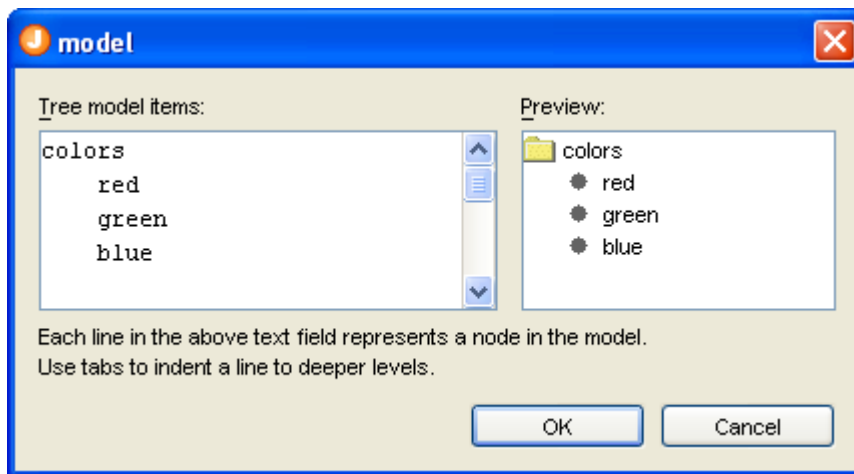 model
Tree model items:
Preview:
colors
red
green
blue
colors
red
green
blue
Each line in the above text field represents a node in the model.
Use tabs to indent a line to deeper levels.
OK
Cancel